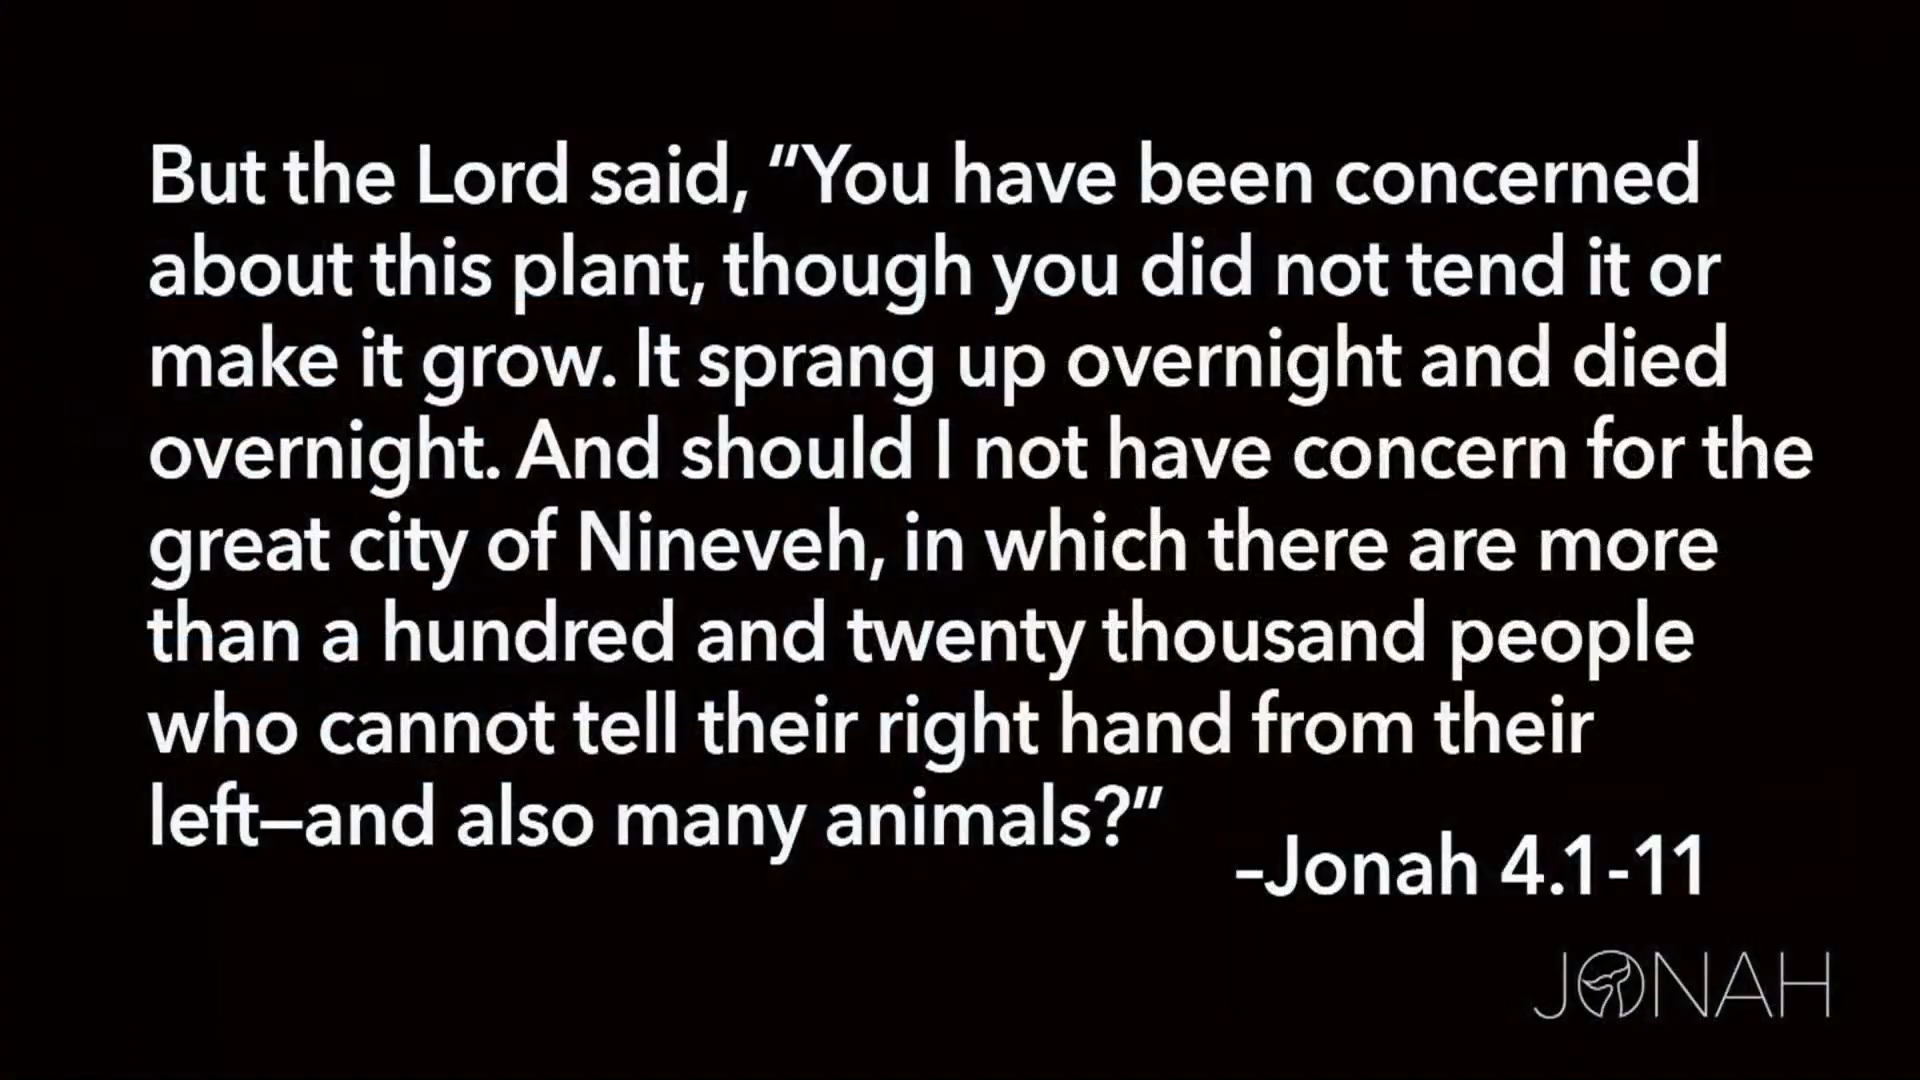 But the Lord said, “You have been concerned
about this plant, though you did not tend it or
make it grow. It sprang up overnight and died
overnight. And should I not have concern for the
great city of Nineveh, in which there are more
than a hundred and twenty thousand people
who cannot tell their right hand from their
left—and also many animals?”
–Jonah 4.1-11
JONAH